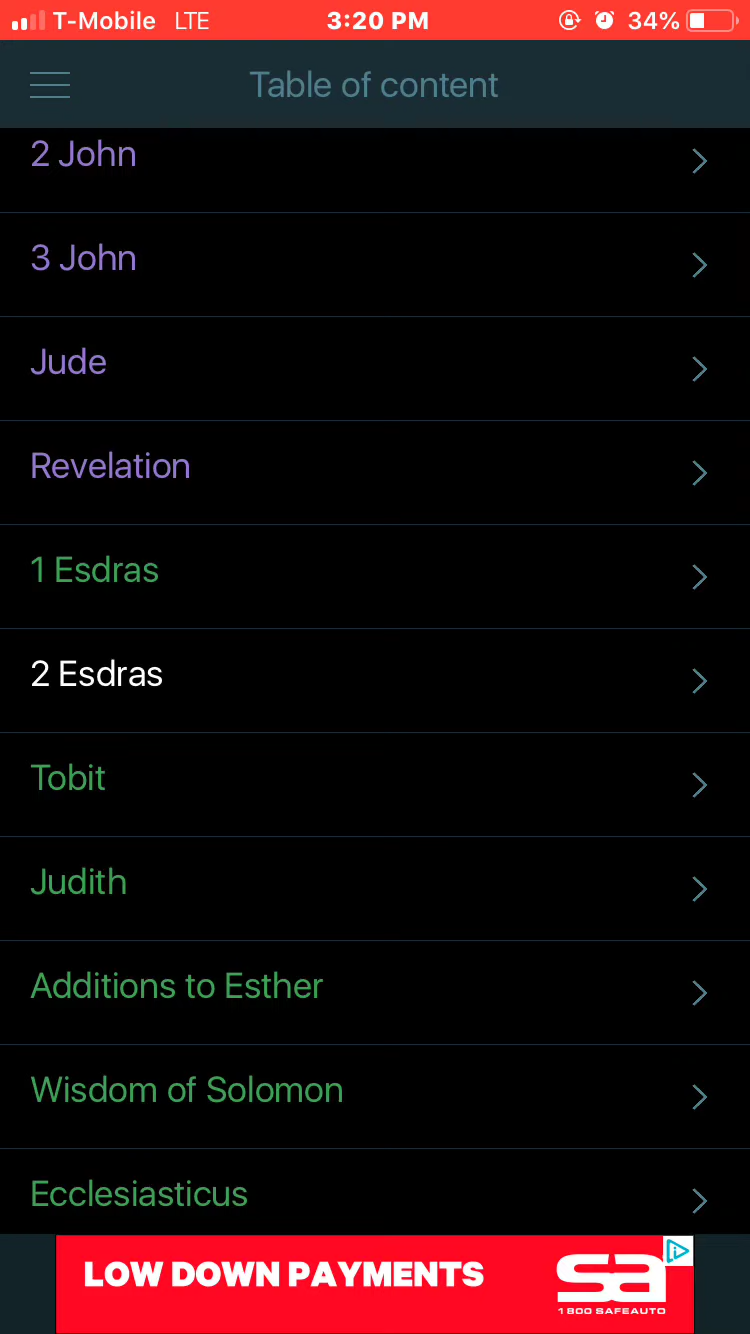 T-Mobile LTE 3:20 PM 34%
Table of content
2 John
3 John
Jude
Revelation
1 Esdras
2 Esdras
Tobit
Judith
Additions to Esther
Wisdom of Solomon
Ecclesiasticus
LOW DOWN PAYMENTS
sa
1 800 SAFEAUTO